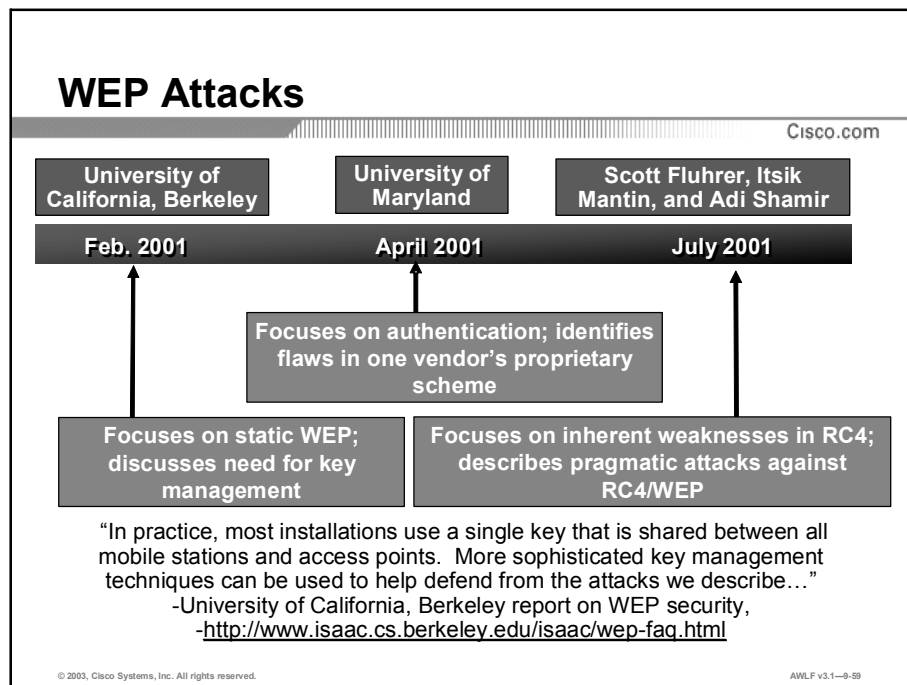 WEP Attacks
Cisco.com
University of
California, Berkeley
University of
Maryland
Scott Fluhrer, Itsik
Mantin, and Adi Shamir
Feb. 2001
April 2001
July 2001
Focuses on authentication; identifies
flaws in one vendor’s proprietary
scheme
Focuses on static WEP;
discusses need for key
management
Focuses on inherent weaknesses in RC4;
describes pragmatic attacks against
RC4/WEP
“In practice, most installations use a single key that is shared between all
mobile stations and access points.  More sophisticated key management
techniques can be used to help defend from the attacks we describe…”
-University of California, Berkeley report on WEP security,
-http://www.isaac.cs.berkeley.edu/isaac/wep-faq.html
© 2003, Cisco Systems, Inc. All rights reserved.
AWLF v3.1—9-59